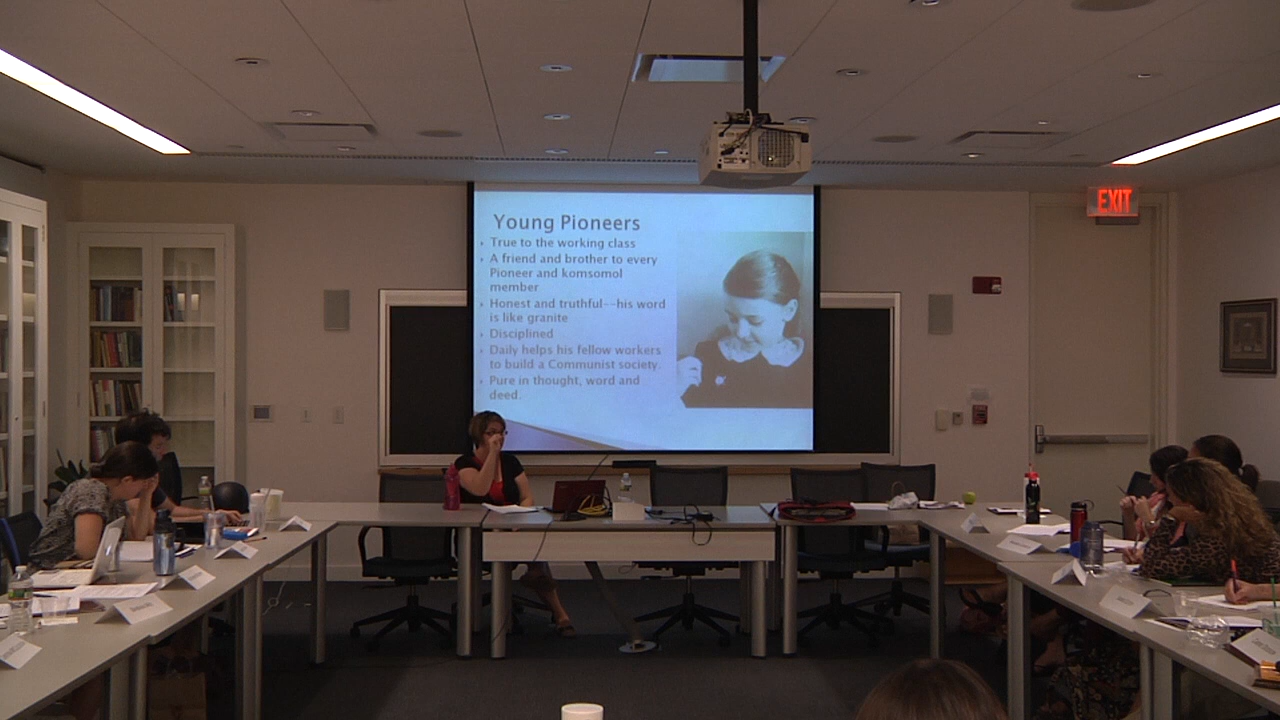 Young Pioneers
• True to the working class
• A friend and brother to every
Pioneer and komsomol
member
• Honest and truthful--his word
is like granite
• Disciplined
• Daily helps his fellow workers
to build a Communist society.
• Pure in thought, word and
deed.
EXIT